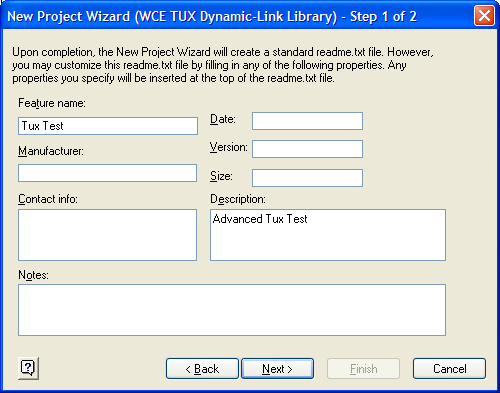 New Project Wizard (WCE TUX Dynamic-Link Library) - Step 1 of 2
Upon completion, the New Project Wizard will create a standard readme.txt file. However,
you may customize this readme.txt file by filling in any of the following properties. Any
properties you specify will be inserted at the top of the readme.txt file.
Feature name:
Tux Test
Date:
Manufacturer:
Version:
Size:
Contact info:
Description:
Advanced Tux Test
Notes:
?
< Back
Next >
Finish
Cancel